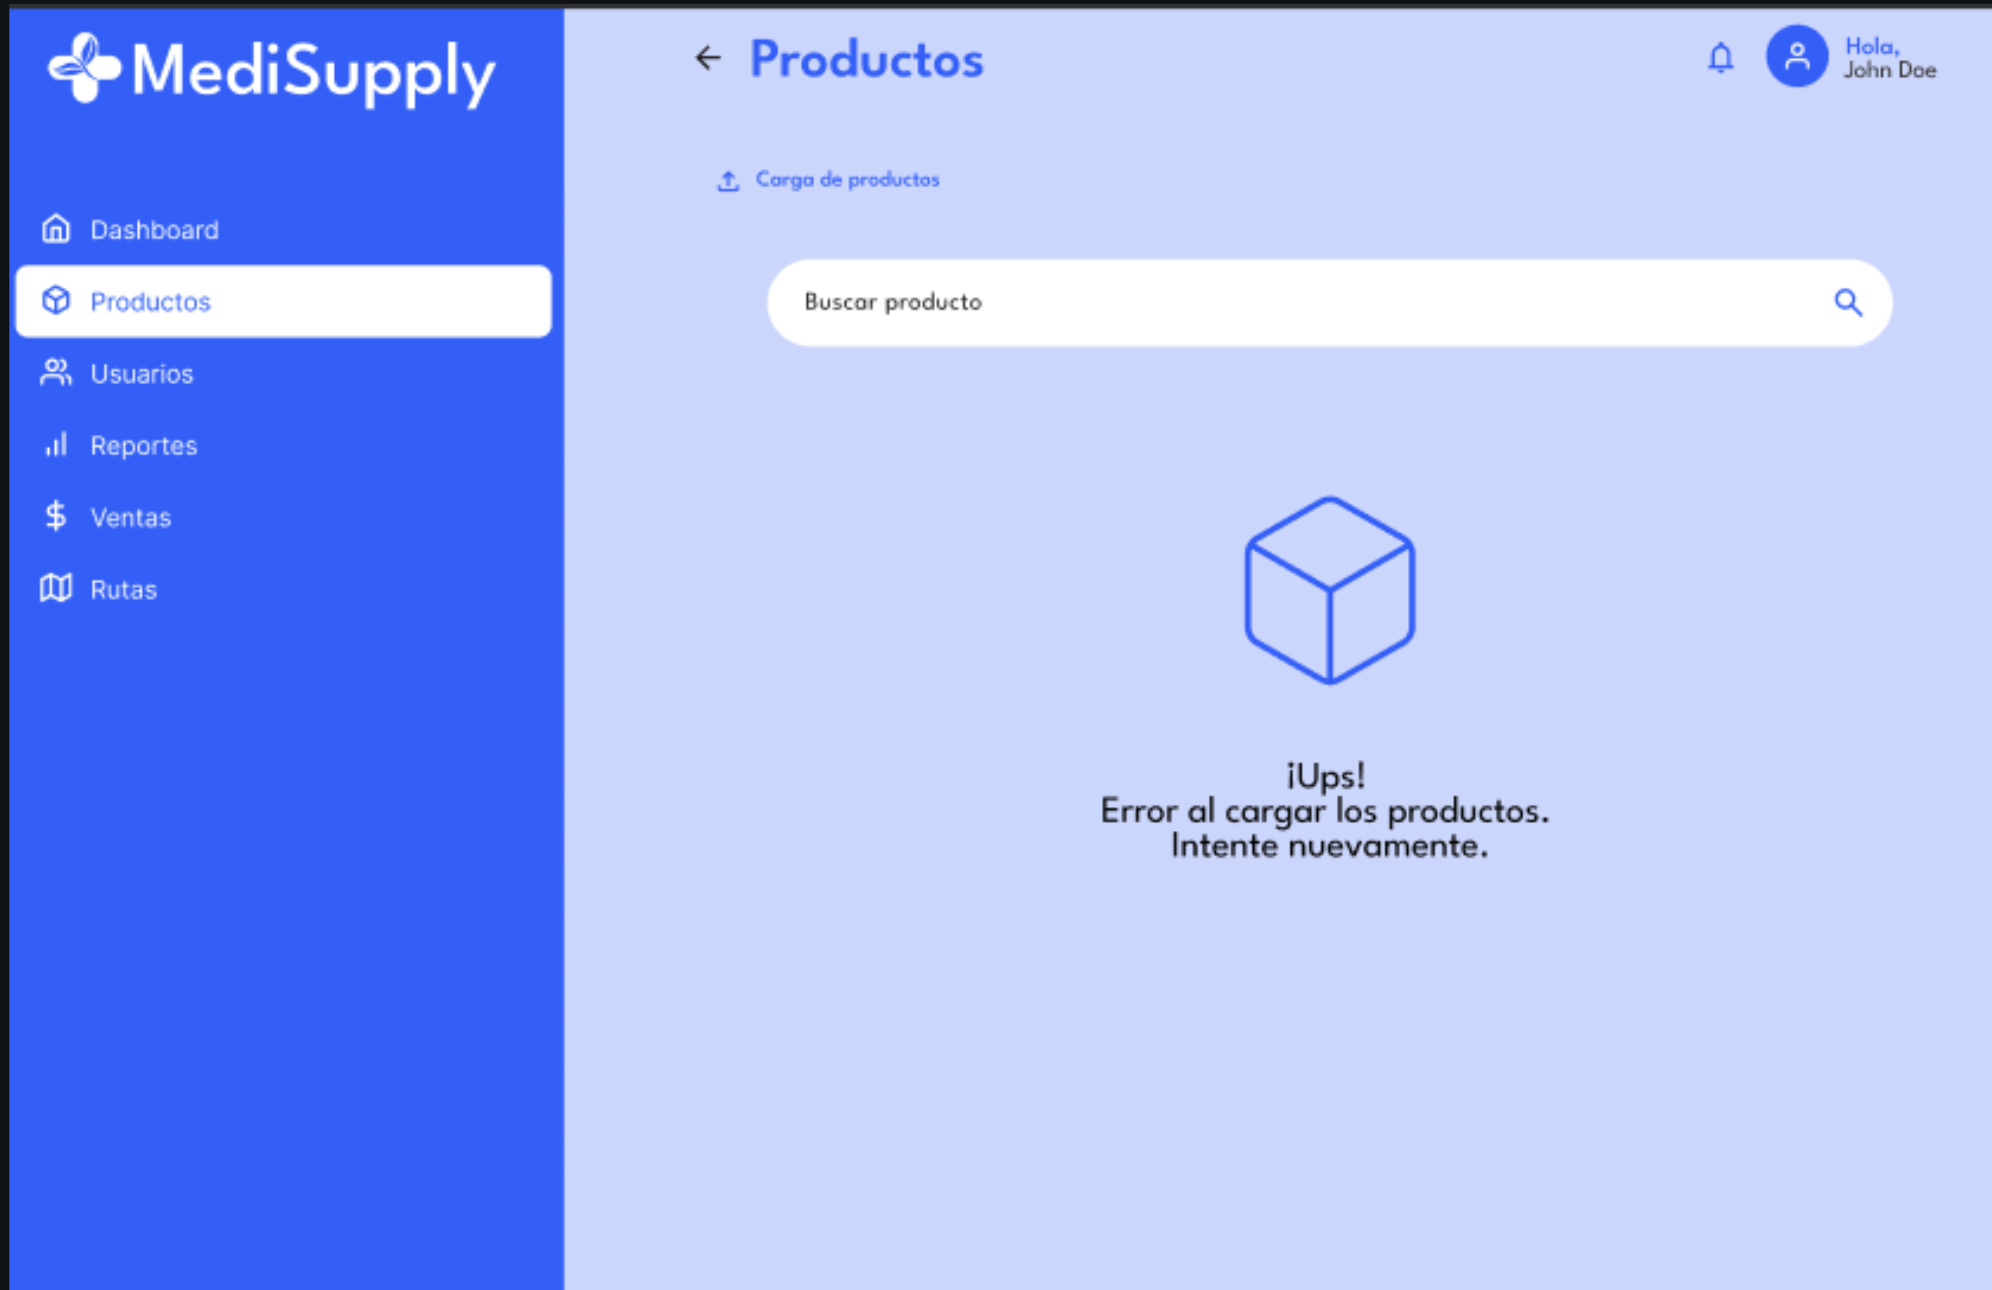 MediSupply
Dashboard
Productos
Usuarios
Reportes
Ventas
Rutas
Productos
Hola,
John Doe
Carga de productos
Buscar producto
¡Ups!
Error al cargar los productos.
Intente nuevamente.